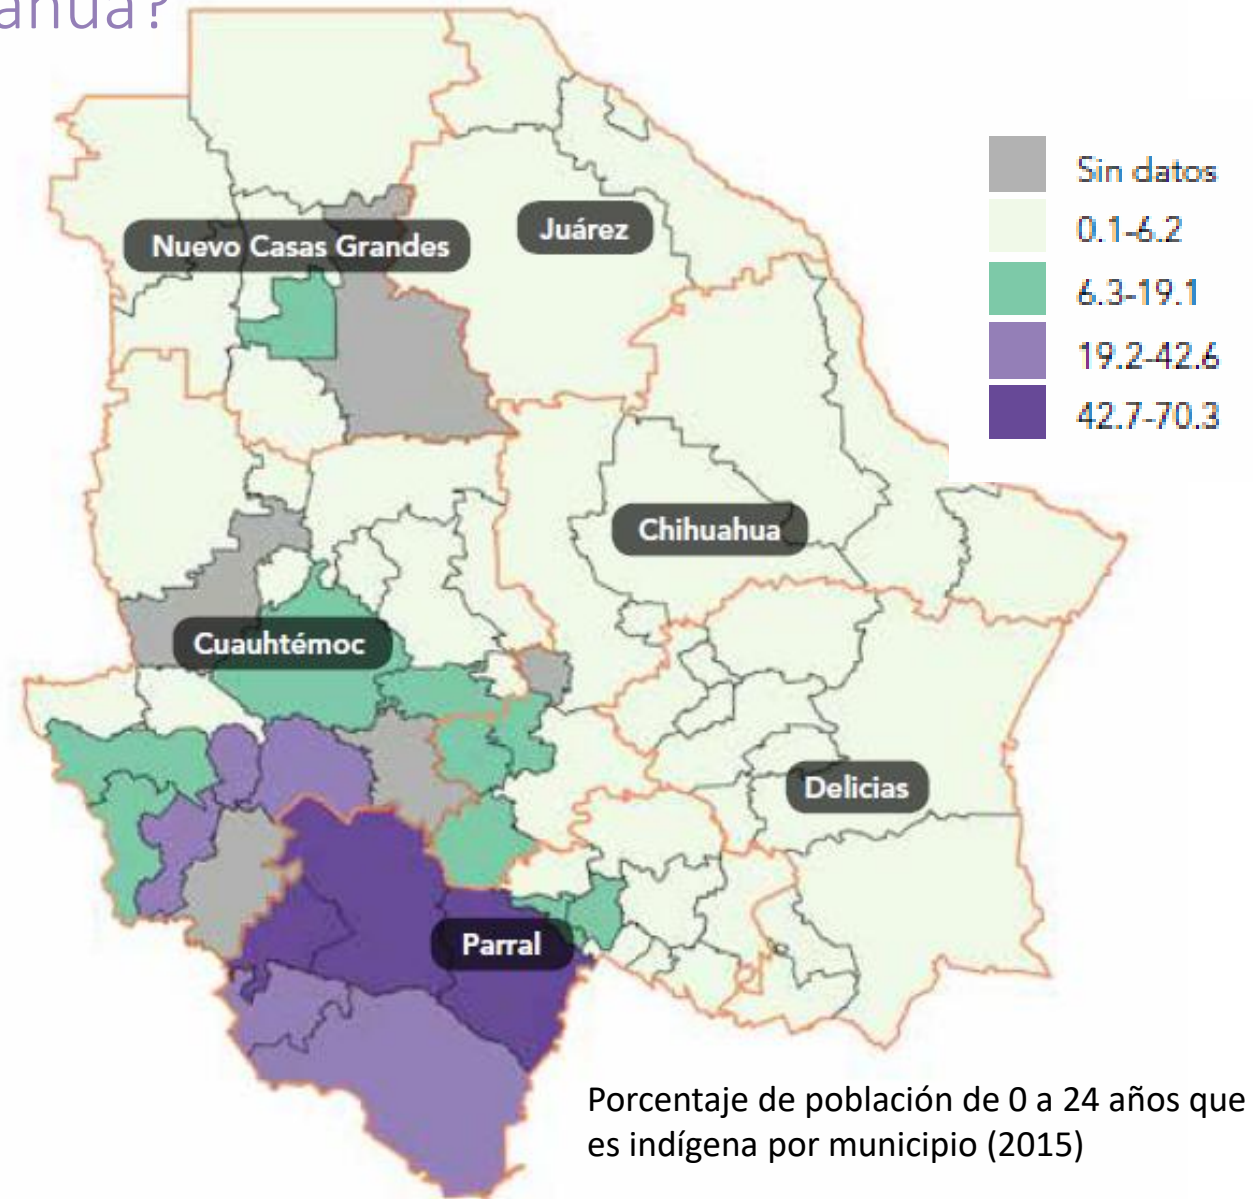 anua?
Sin datos
0.1-6.2
6.3-19.1
19.2-42.6
42.7-70.3
Nuevo Casas Grandes
Juárez
Chihuahua
Cuauhtémoc
Delicias
Parral
Porcentaje de población de 0 a 24 años que
es indígena por municipio (2015)